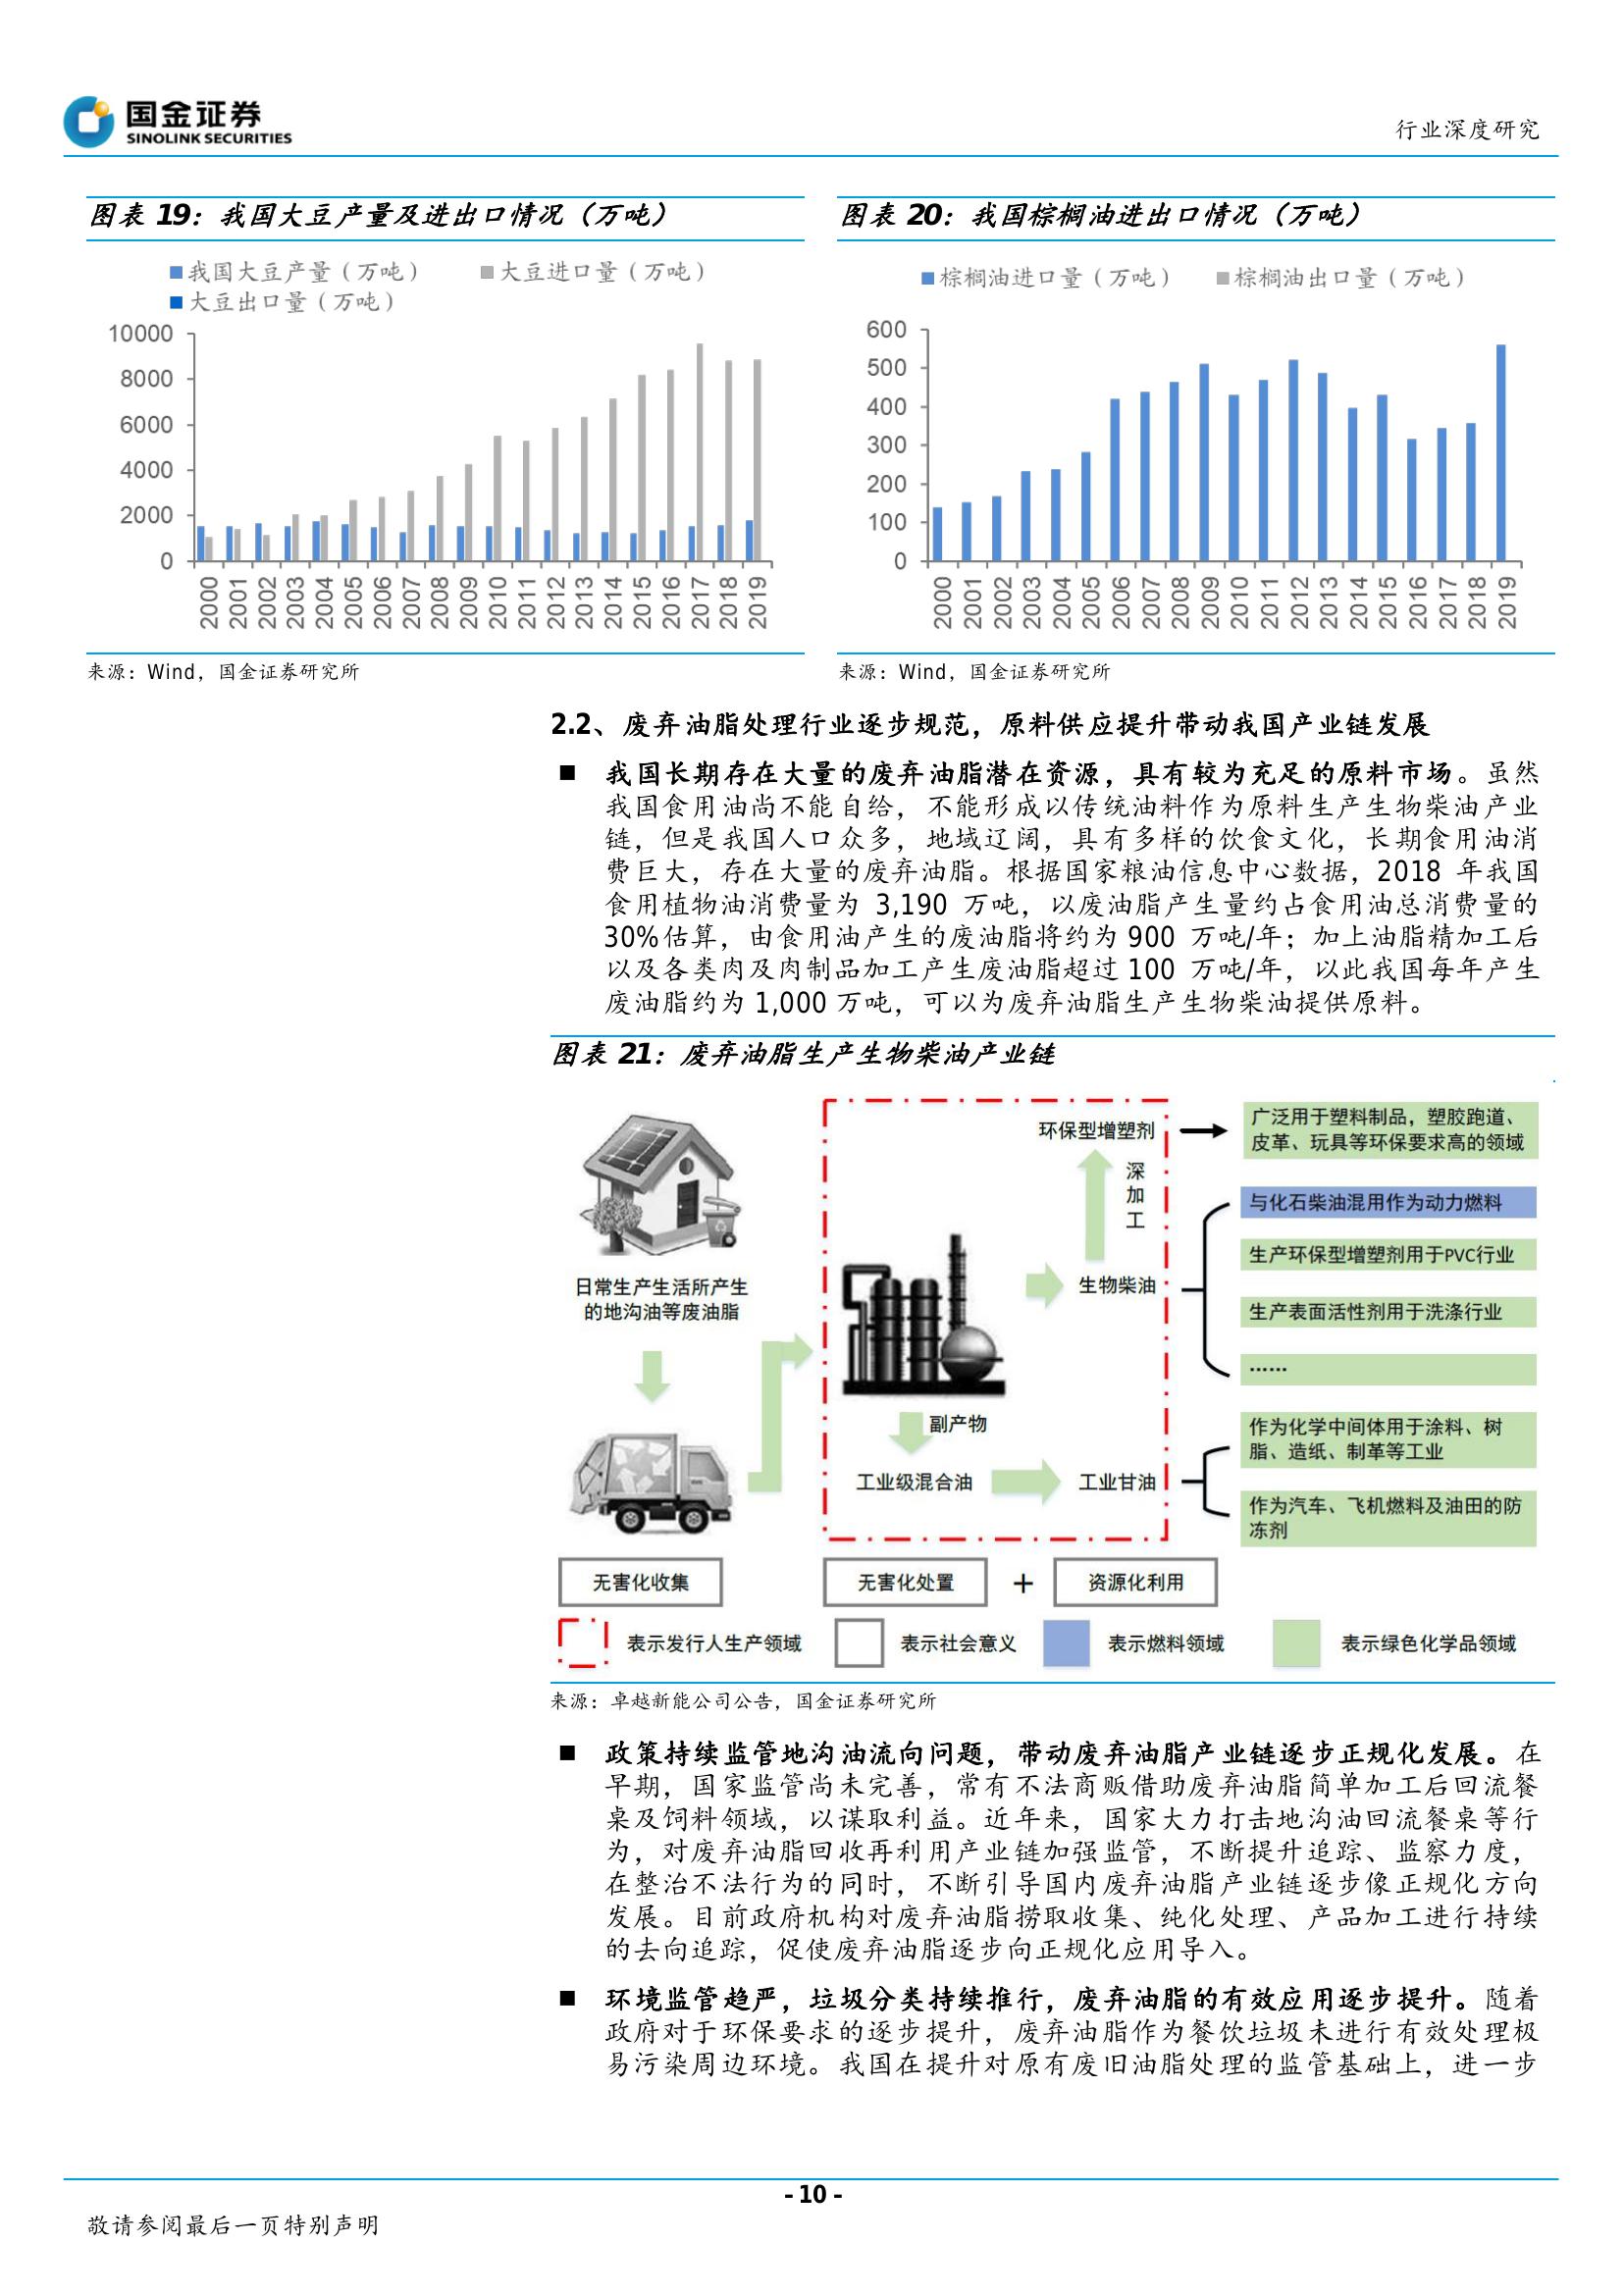 国金证券
SINOLINK SECURITIES
行业深度研究
图表 19：我国大豆产量及进出口情况（万吨）
我国大豆产量（万吨）
大豆进口量（万吨）
大豆出口量（万吨）
10000
8000
6000
4000
2000
0
2000 2001 2002 2003 2004 2005 2006 2007 2008 2009 2010 2011 2012 2013 2014 2015 2016 2017 2018 2019
来源：Wind，国金证券研究所
图表 20：我国棕榈油进出口情况（万吨）
棕榈油进口量（万吨）
棕榈油出口量（万吨）
600
500
400
300
200
100
0
2000 2001 2002 2003 2004 2005 2006 2007 2008 2009 2010 2011 2012 2013 2014 2015 2016 2017 2018 2019
来源：Wind，国金证券研究所
2.2、废弃油脂处理行业逐步规范，原料供应提升带动我国产业链发展
■ 我国长期存在大量的废弃油脂潜在资源，具有较为充足的原料市场。虽然
我国食用油尚不能自给，不能形成以传统油料作为原料生产生物柴油产业
链，但是我国人口众多，地域辽阔，具有多样的饮食文化，长期食用油消
费巨大，存在大量的废弃油脂。根据国家粮油信息中心数据，2018 年我国
食用植物油消费量为 3,190 万吨，以废油脂产生量约占食用油总消费量的
30%估算，由食用油产生的废油脂将约为 900 万吨/年；加上油脂精加工后
以及各类肉及肉制品加工产生废油脂超过 100 万吨/年，以此我国每年产生
废油脂约为 1,000 万吨，可以为废弃油脂生产生物柴油提供原料。
图表 21：废弃油脂生产生物柴油产业链
日常生产生活所产生
的地沟油等废油脂
环保型增塑剂
深
加
工
生物柴油
副产物
工业级混合油
工业甘油
广泛用于塑料制品，塑胶跑道、
皮革、玩具等环保要求高的领域
与化石柴油混用作为动力燃料
生产环保型增塑剂用于PVC行业
生产表面活性剂用于洗涤行业
……
作为化学中间体用于涂料、树
脂、造纸、制革等工业
作为汽车、飞机燃料及油田的防
冻剂
无害化收集
无害化处置
+
资源化利用
表示发行人生产领域
表示社会意义
表示燃料领域
表示绿色化学品领域
来源：卓越新能公司公告，国金证券研究所
■ 政策持续监管地沟油流向问题，带动废弃油脂产业链逐步正规化发展。在
早期，国家监管尚未完善，常有不法商贩借助废弃油脂简单加工后回流餐
桌及饲料领域，以谋取利益。近年来，国家大力打击地沟油回流餐桌等行
为，对废弃油脂回收再利用产业链加强监管，不断提升追踪、监察力度，
在整治不法行为的同时，不断引导国内废弃油脂产业链逐步像正规化方向
发展。目前政府机构对废弃油脂捞取收集、纯化处理、产品加工进行持续
的去向追踪，促使废弃油脂逐步向正规化应用导入。
■ 环境监管趋严，垃圾分类持续推行，废弃油脂的有效应用逐步提升。随着
政府对于环保要求的逐步提升，废弃油脂作为餐饮垃圾未进行有效处理极
易污染周边环境。我国在提升对原有废旧油脂处理的监管基础上，进一步
- 10 -
敬请参阅最后一页特别声明